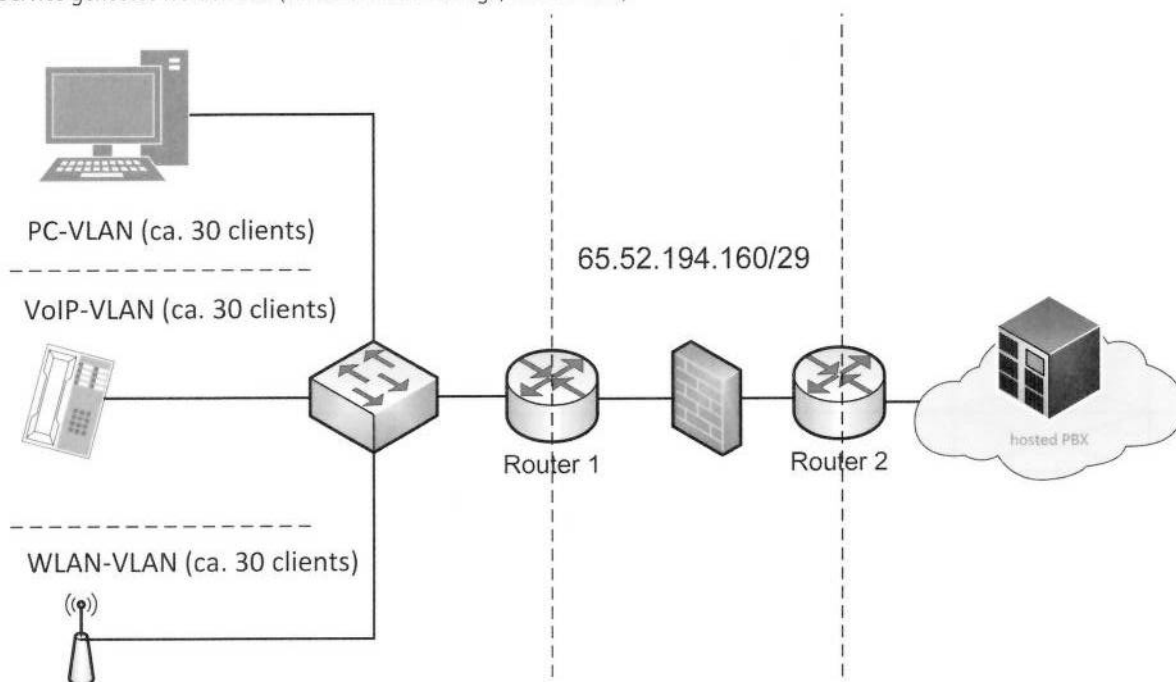 PC-VLAN (ca. 30 clients)
65.52.194.160/29
VoIP-VLAN (ca. 30 clients)
hosted PBX
Router 1
Router 2
WLAN-VLAN (ca. 30 clients)